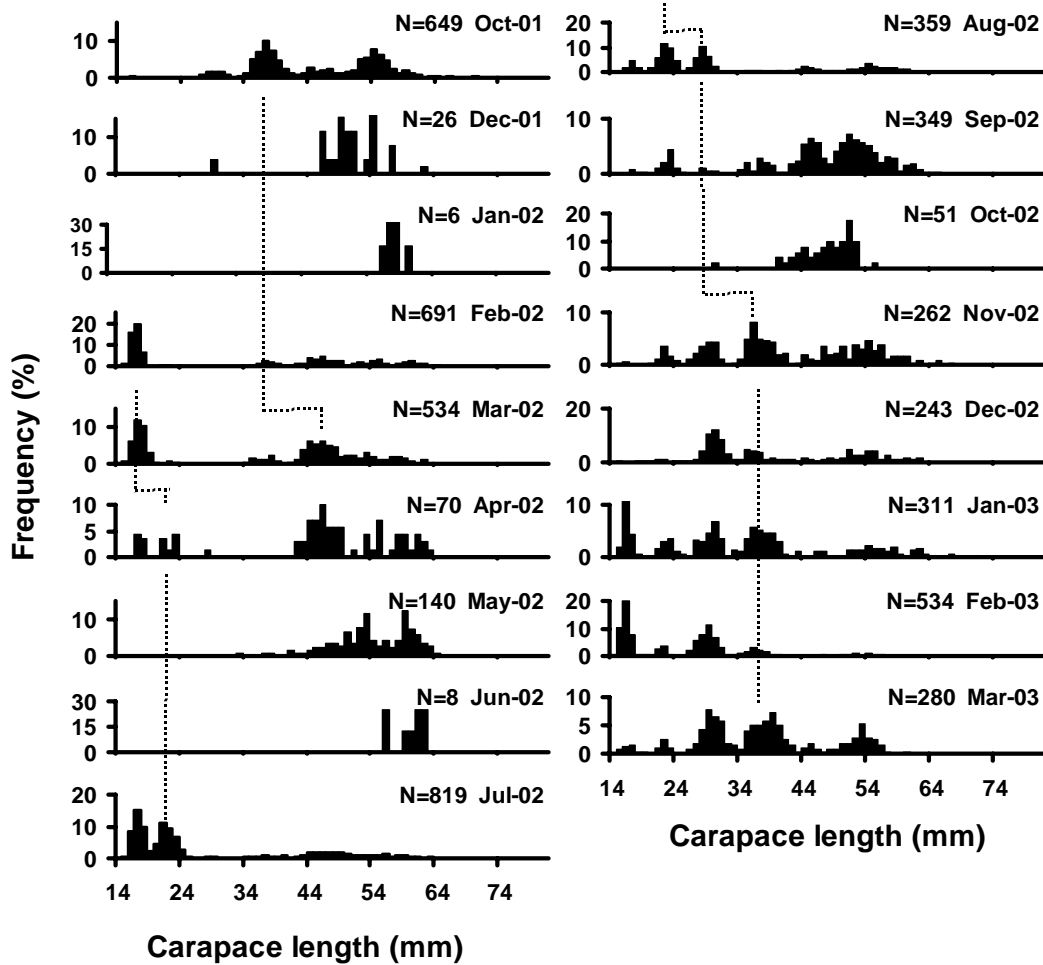 Frequency (%)
N=649 Oct-01
10
0
N=26 Dec-01
10
0
N=6 Jan-02
30
15
0
N=691 Feb-02
20
10
0
N=534 Mar-02
10
0
N=70 Apr-02
10
5
0
N=140 May-02
10
0
N=8 Jun-02
30
15
0
N=819 Jul-02
20
10
0
14 24 34 44 54 64 74
Carapace length (mm)
N=359 Aug-02
20
10
0
N=349 Sep-02
10
0
N=51 Oct-02
20
10
0
N=262 Nov-02
10
0
N=243 Dec-02
20
0
N=311 Jan-03
10
5
0
N=534 Feb-03
20
10
0
N=280 Mar-03
10
5
0
14 24 34 44 54 64 74
Carapace length (mm)